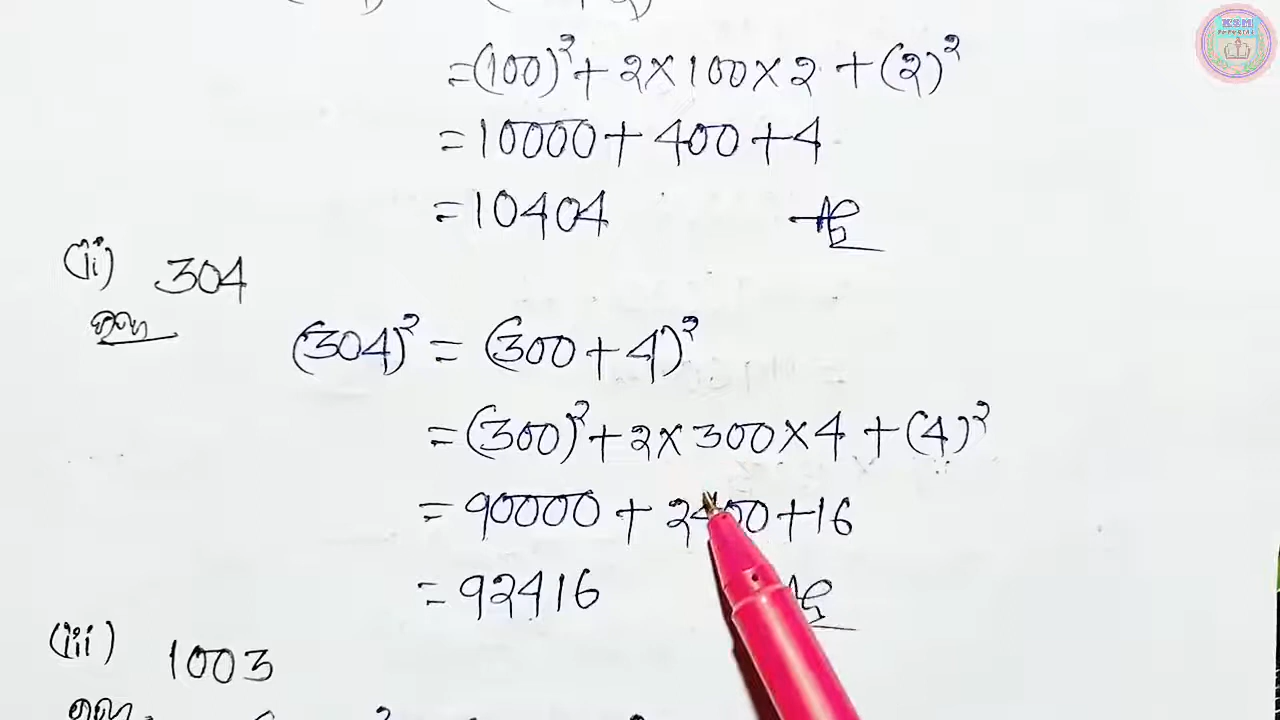 =(100)²+ 2×100×2 +(2)²
= 10000+ 400 +4
= 10404
(ii) 304
(304)² = (300+4)²
= (300)²+2×300×4 +(4)²
= 90000 + 2400 +16
= 92416
(iii) 1003
KSM